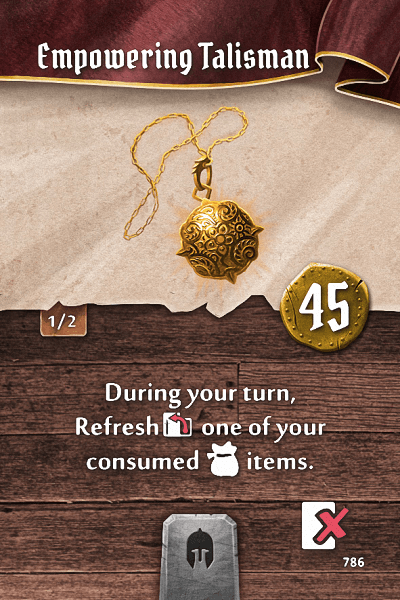 Empowering Talisman
1/2
45
During your turn,
Refresh one of your
consumed items.
786